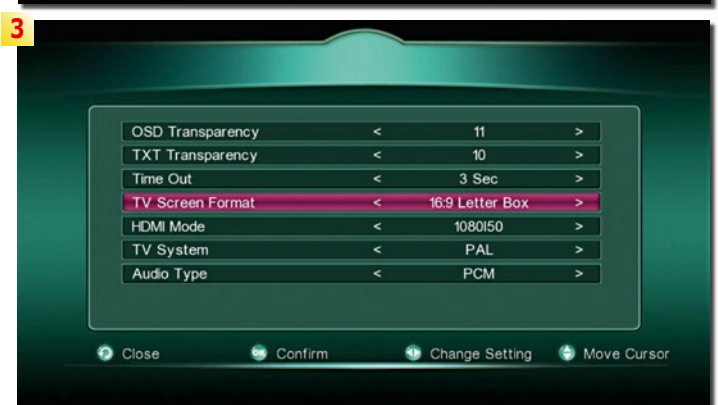 3
OSD Transparency < 11 >
TXT Transparency < 10 >
Time Out < 3 Sec >
TV Screen Format < 16:9 Letter Box >
HDMI Mode < 1080I50 >
TV System < PAL >
Audio Type < PCM >
Close OK Confirm Change Setting Move Cursor